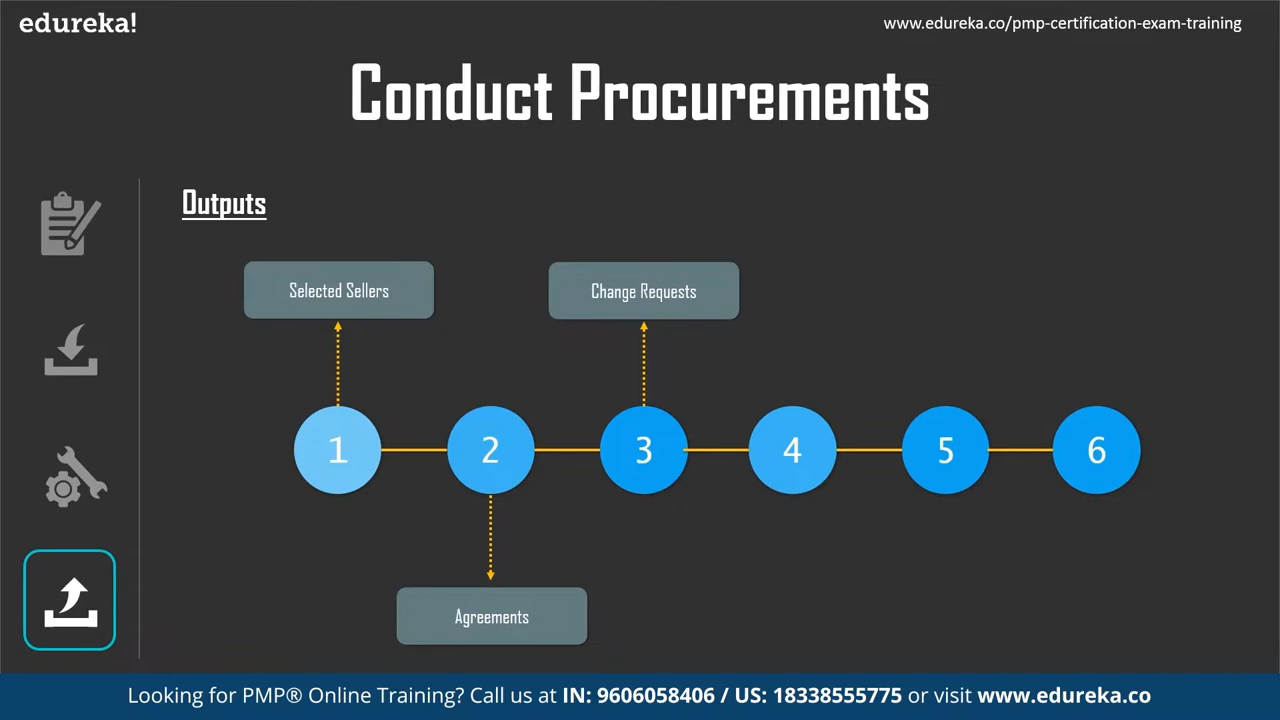 edureka!
www.edureka.co/pmp-certification-exam-training
Conduct Procurements
Outputs
Selected Sellers
Change Requests
1
2
3
4
5
6
Agreements
Looking for PMP® Online Training? Call us at IN: 9606058406 / US: 18338555775 or visit www.edureka.co